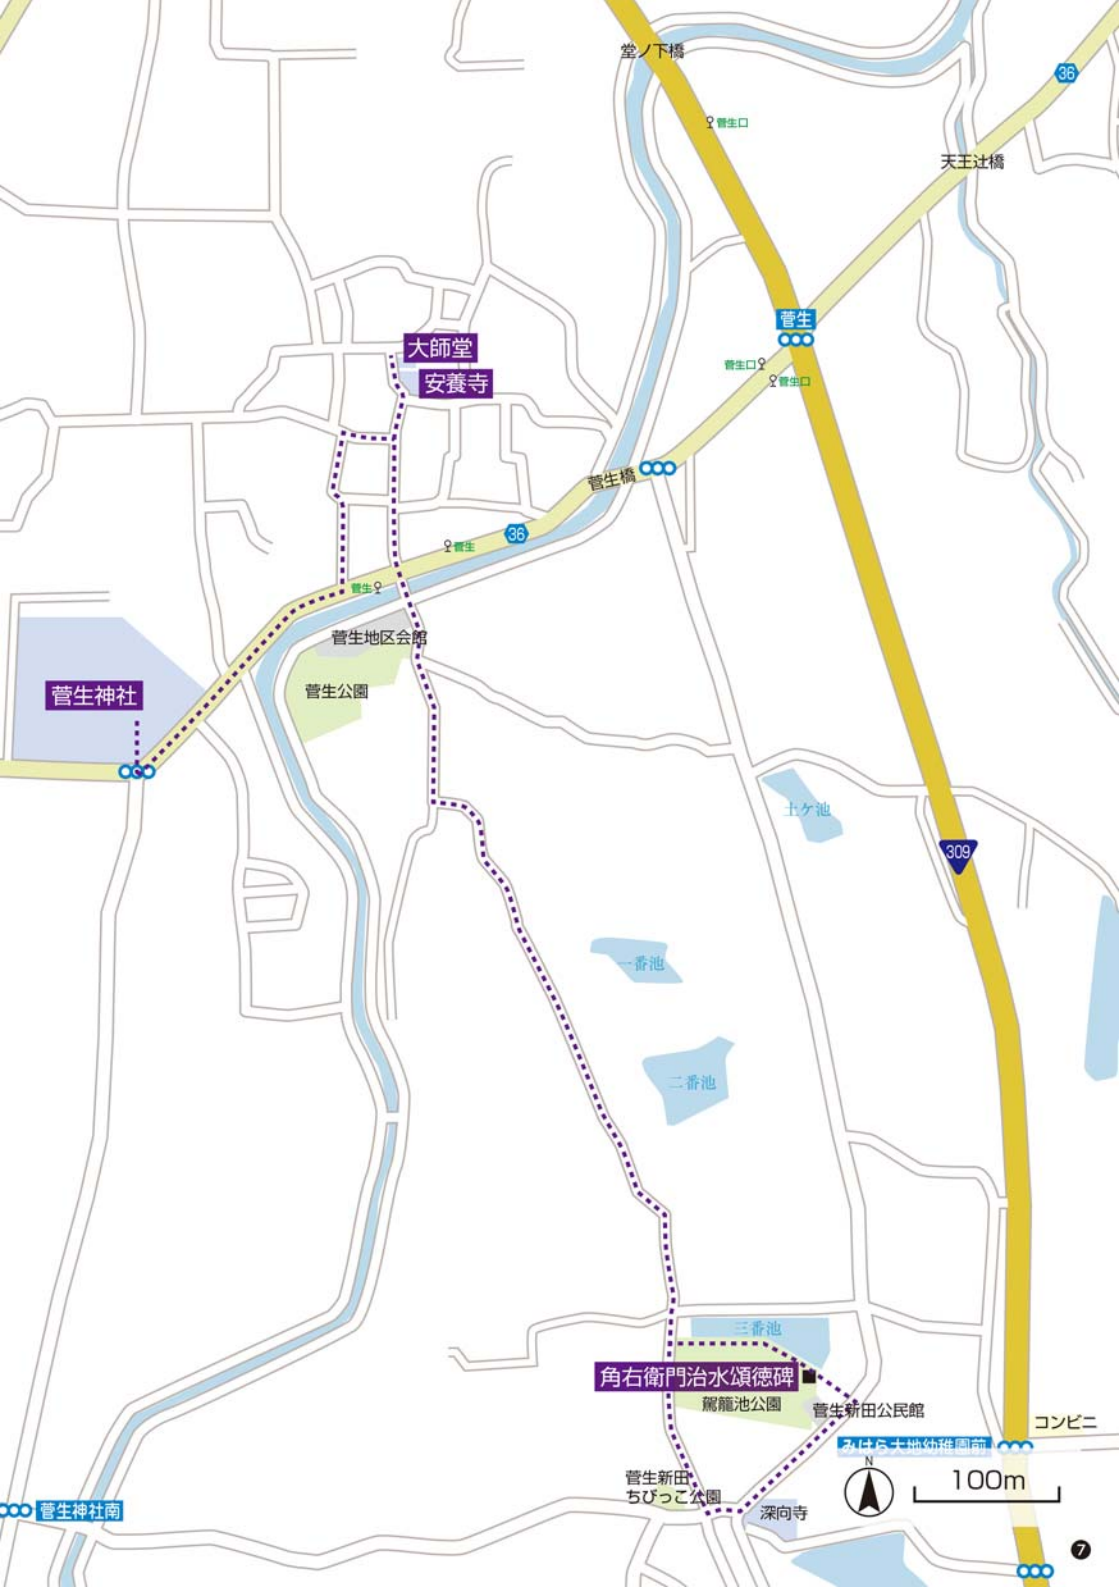 堂ノ下橋
36
菅生口
天王辻橋
菅生
大師堂
菅生口
菅生口
安養寺
菅生橋
36
菅生
菅生
菅生地区会館
菅生公園
菅生神社
土ケ池
309
一番池
二番池
三番池
角右衛門治水頌徳碑
駕籠池公園
菅生新田公民館
コンビニ
みはら大地幼稚園前
N
100m
菅生新田
ちびっこ公園
深向寺
菅生神社南
7